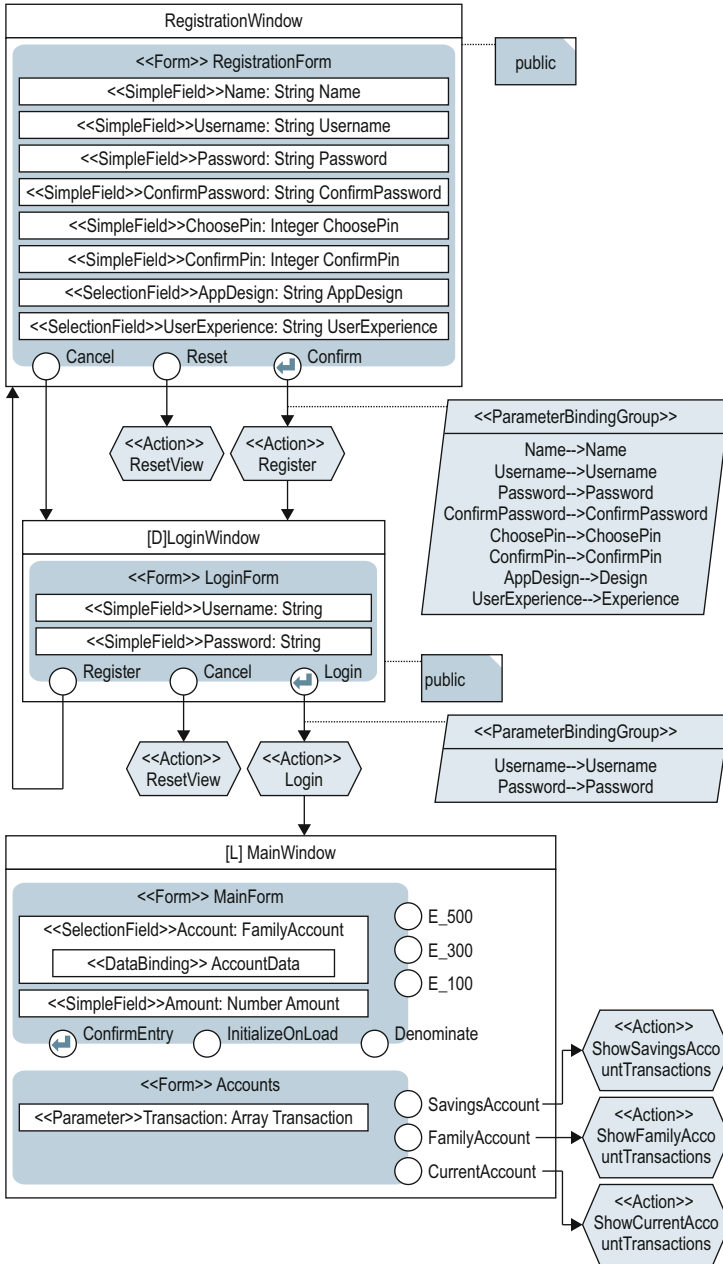 RegistrationWindow
<<Form>> RegistrationForm
public
<<SimpleField>>Name: String Name
<<SimpleField>>Username: String Username
<<SimpleField>>Password: String Password
<<SimpleField>>ConfirmPassword: String ConfirmPassword
<<SimpleField>>ChoosePin: Integer ChoosePin
<<SimpleField>>ConfirmPin: Integer ConfirmPin
<<SelectionField>>AppDesign: String AppDesign
<<SelectionField>>UserExperience: String UserExperience
Cancel
Reset
Confirm
<<Action>>
ResetView
<<Action>>
Register
<<ParameterBindingGroup>>
Name-->Name
Username-->Username
Password-->Password
ConfirmPassword-->ConfirmPassword
ChoosePin-->ChoosePin
ConfirmPin-->ConfirmPin
AppDesign-->Design
UserExperience-->Experience
[D]LoginWindow
<<Form>> LoginForm
<<SimpleField>>Username: String
<<SimpleField>>Password: String
Register
Cancel
Login
public
<<Action>>
ResetView
<<Action>>
Login
<<ParameterBindingGroup>>
Username-->Username
Password-->Password
[L] MainWindow
<<Form>> MainForm
<<SelectionField>>Account: FamilyAccount
<<DataBinding>> AccountData
<<SimpleField>>Amount: Number Amount
E_500
E_300
E_100
ConfirmEntry
InitializeOnLoad
Denominate
<<Form>> Accounts
<<Parameter>>Transaction: Array Transaction
SavingsAccount
FamilyAccount
CurrentAccount
<<Action>>
ShowSavingsAcco
untTransactions
<<Action>>
ShowFamilyAcco
untTransactions
<<Action>>
ShowCurrentAcco
untTransactions